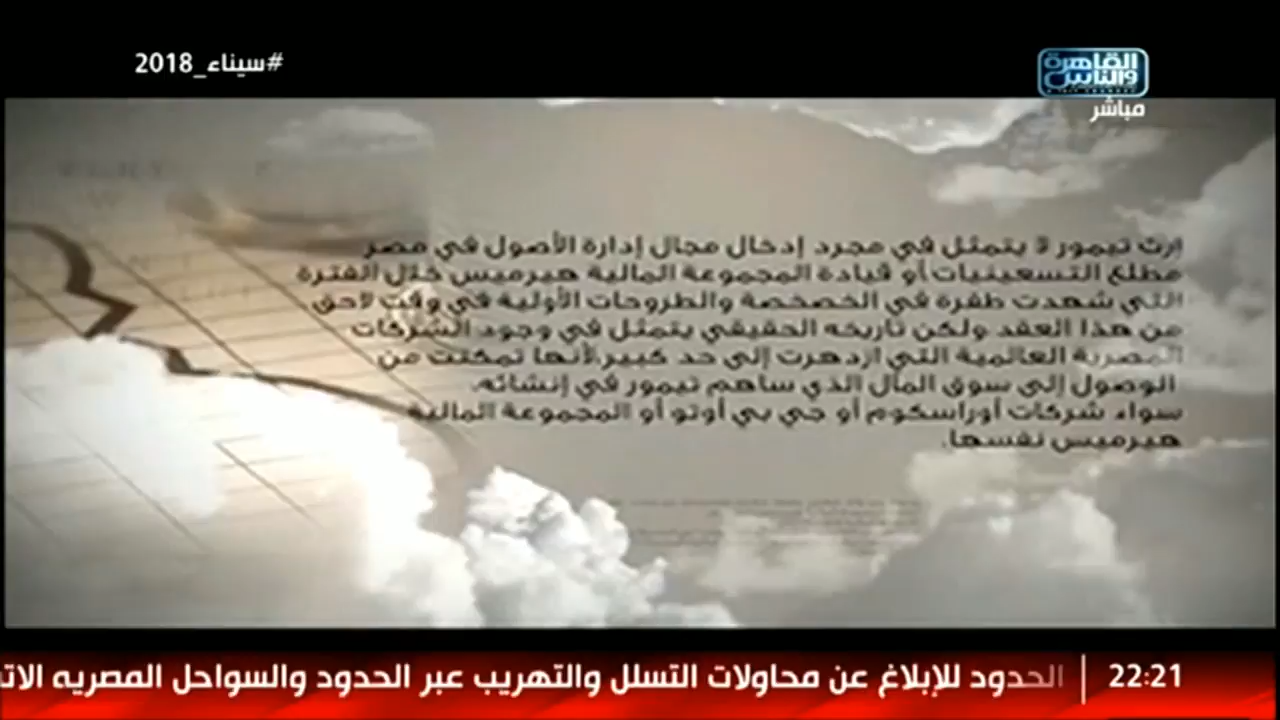 #سيناء_2018
القاهرة
والناس
مباشر
إرث تيمور لا يتمثل في مجرد إدخال مجال إدارة الأصول في مصر
مطلع التسعينيات أو قيادة المجموعة المالية هيرميس خلال الفترة
التي شهدت طفرة في الخصخصة والطروحات الأولية في وقت لاحق
من هذا العقد ولكن تاريخه الحقيقي يتمثل في وجود الشركات
المصرية العالمية التي ازدهرت إلى حد كبير لأنها تمكنت من
الوصول إلى سوق المال الذي ساهم تيمور في إنشائه.
سواء شركات أوراسكوم أو جي بي أوتو أو المجموعة المالية
هيرميس نفسها.
22:21
الحدود للإبلاغ عن محاولات التسلل والتهريب عبر الحدود والسواحل المصريه الات